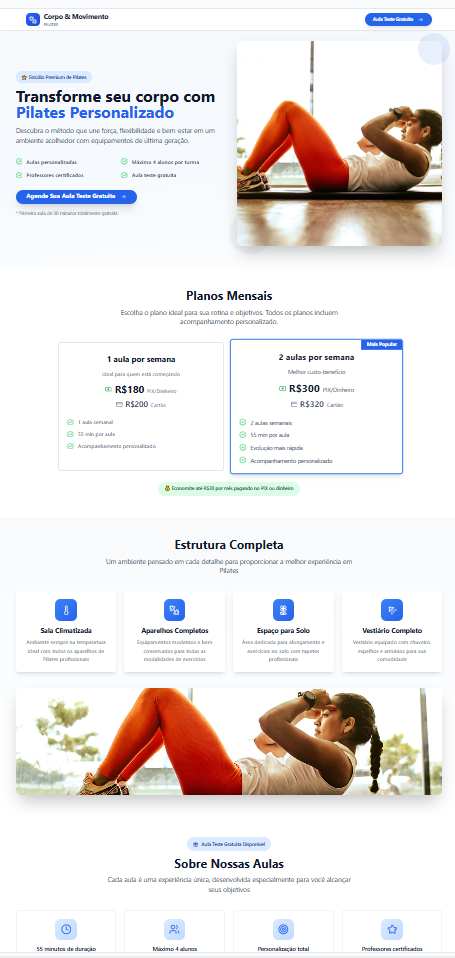 Corpo & Movimento
PILATES
Aula Teste Gratuita
Estúdio Premium de Pilates
Transforme seu corpo com
Pilates Personalizado
Descubra o método que une força, flexibilidade e bem-estar em um
ambiente acolhedor com equipamentos de última geração.
Aulas personalizadas
Máximo 4 alunos por turma
Professores certificados
Aula teste gratuita
Agende Sua Aula Teste Gratuita
* Primeira aula de 30 minutos totalmente gratuita
Planos Mensais
Escolha o plano ideal para sua rotina e objetivos. Todos os planos incluem
acompanhamento personalizado.
1 aula por semana
Ideal para quem está começando
R$180 PIX/Dinheiro
R$200 Cartão
1 aula semanal
55 min por aula
Acompanhamento personalizado
Mais Popular
2 aulas por semana
Melhor custo-benefício
R$300 PIX/Dinheiro
R$320 Cartão
2 aulas semanais
55 min por aula
Evolução mais rápida
Acompanhamento personalizado
Economize até R$20 por mês pagando no PIX ou dinheiro
Estrutura Completa
Um ambiente pensado em cada detalhe para proporcionar a melhor experiência em
Pilates
Sala Climatizada
Ambiente sempre na temperatura
ideal com todos os aparelhos de
Pilates profissionais
Aparelhos Completos
Equipamentos modernos e bem
conservados para todas as
modalidades de exercícios
Espaço para Solo
Área dedicada para alongamento e
exercícios no solo com tapetes
profissionais
Vestiário Completo
Vestiário equipado com chuveiro,
espelhos e armários para sua
comodidade
Aula Teste Gratuita Disponível
Sobre Nossas Aulas
Cada aula é uma experiência única, desenvolvida especialmente para você alcançar
seus objetivos
55 minutos de duração
Máximo 4 alunos
Personalização total
Professores certificados